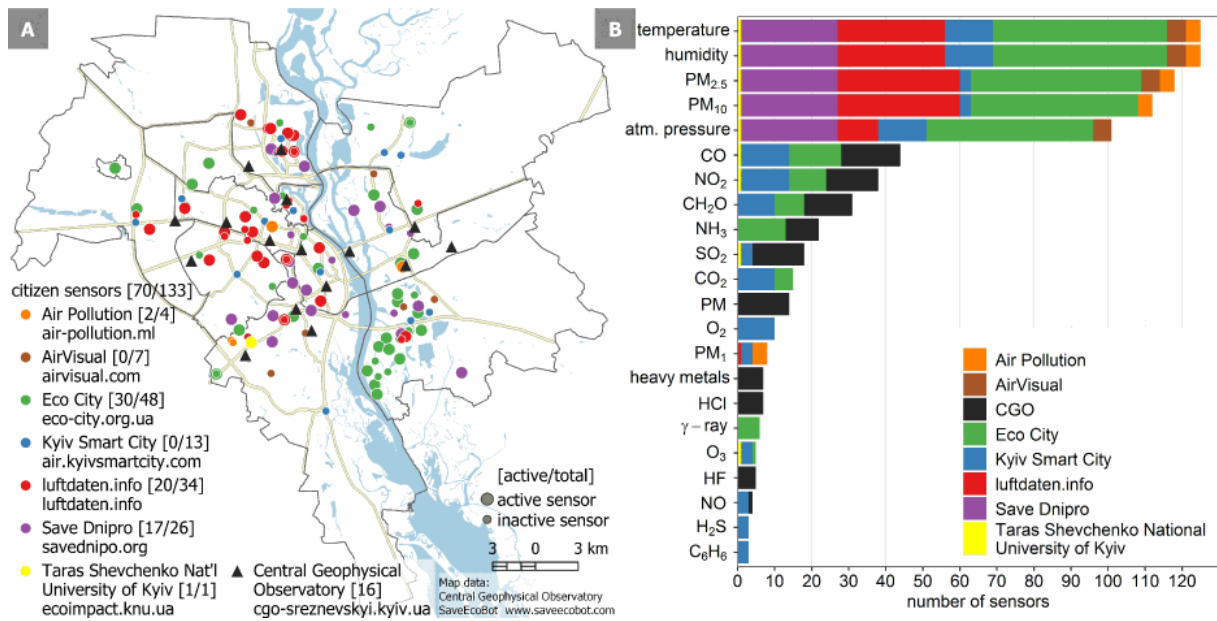 A
citizen sensors [70/133]
Air Pollution [2/4]
air-pollution.ml
AirVisual [0/7]
airvisual.com
Eco City [30/48]
eco-city.org.ua
Kyiv Smart City [0/13]
air.kyivsmartcity.com
luftdaten.info [20/34]
luftdaten.info
Save Dnipro [17/26]
savednipo.org
Taras Shevchenko Nat'l
University of Kyiv [1/1]
ecoimpact.knu.ua
Central Geophysical
Observatory [16]
cgo-sreznevskyi.kyiv.ua
[active/total]
active sensor
inactive sensor
3 0 3 km
Map data:
Central Geophysical Observatory
SaveEcoBot www.saveecobot.com
B
temperature
humidity
PM2.5
PM10
atm. pressure
CO
NO2
CH2O
NH3
SO2
CO2
PM
O2
PM1
heavy metals
HCl
γ − ray
O3
HF
NO
H2S
C6H6
Air Pollution
AirVisual
CGO
Eco City
Kyiv Smart City
luftdaten.info
Save Dnipro
Taras Shevchenko National
University of Kyiv
0 10 20 30 40 50 60 70 80 90 100 110 120
number of sensors